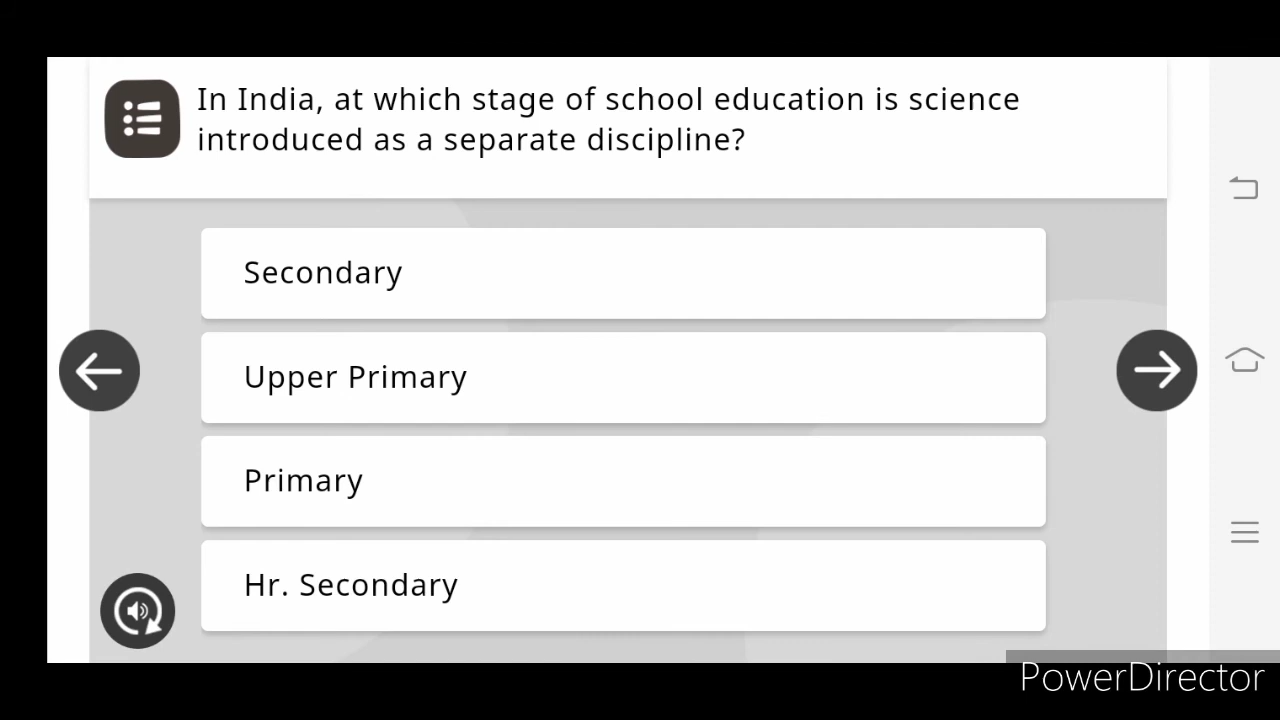 In India, at which stage of school education is science
introduced as a separate discipline?
Secondary
Upper Primary
Primary
Hr. Secondary
PowerDirector